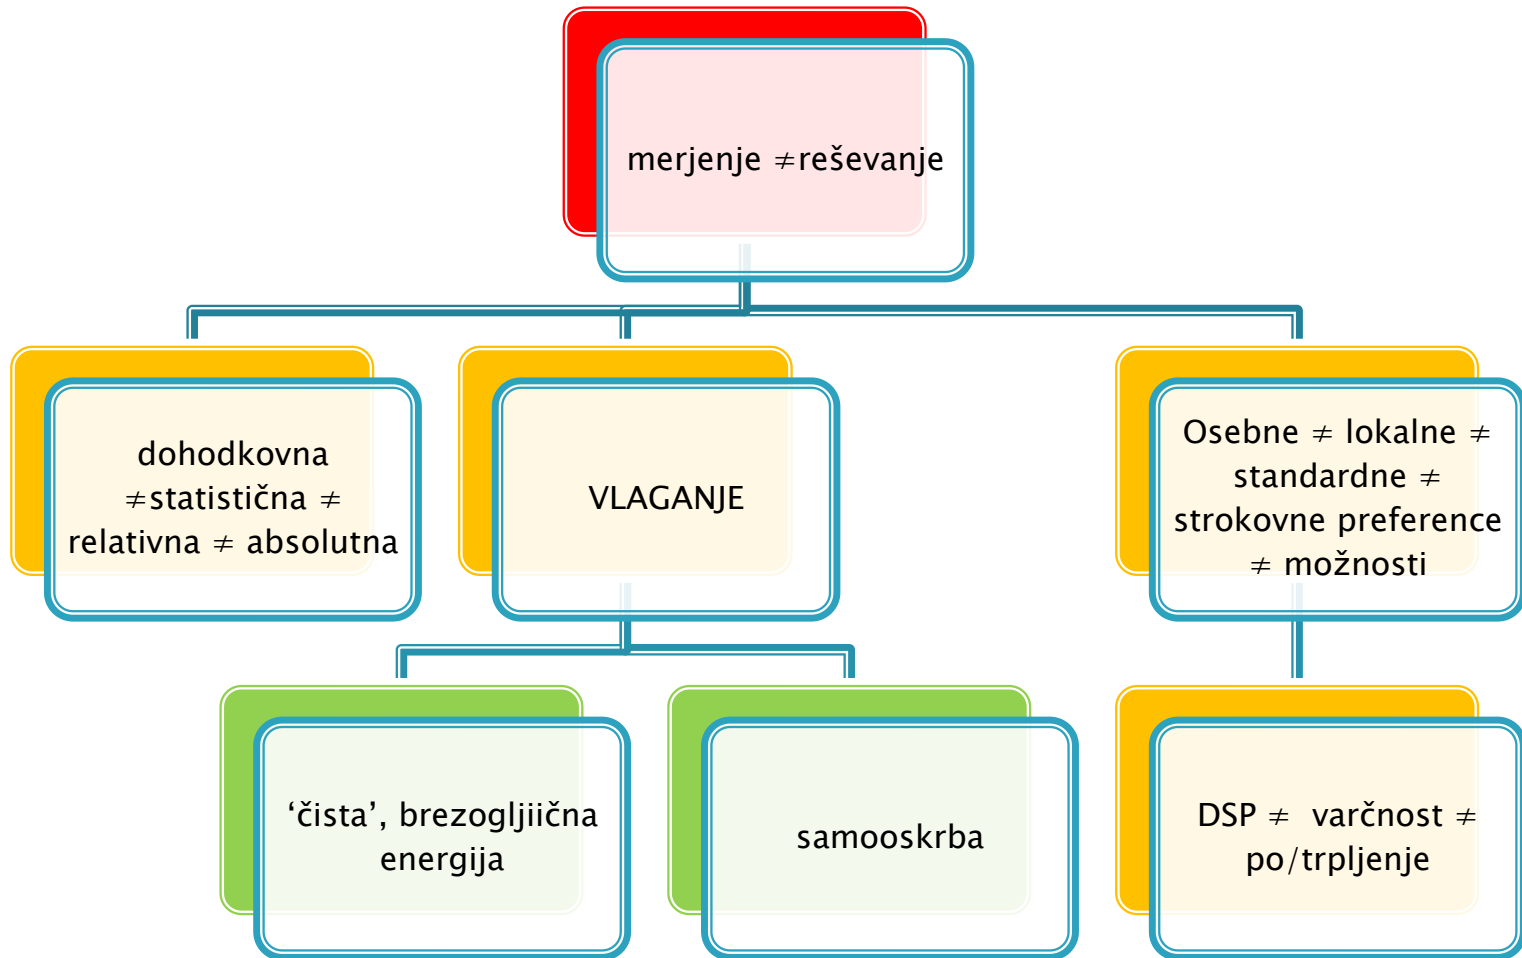 merjenje ≠reševanje
dohodkovna
≠statistična ≠
relativna ≠ absolutna
VLAGANJE
Osebne ≠ lokalne ≠
standardne ≠
strokovne preference
≠ možnosti
‘čista’, brezogljiična
energija
samooskrba
DSP ≠ varčnost ≠
po/trpljenje